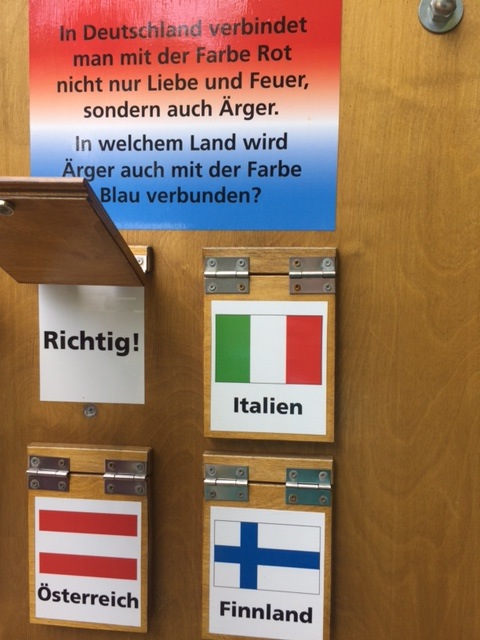 In Deutschland verbindet
man mit der Farbe Rot
nicht nur Liebe und Feuer,
sondern auch Ärger.
In welchem Land wird
Ärger auch mit der Farbe
Blau verbunden?
Richtig!
Italien
Österreich
Finnland